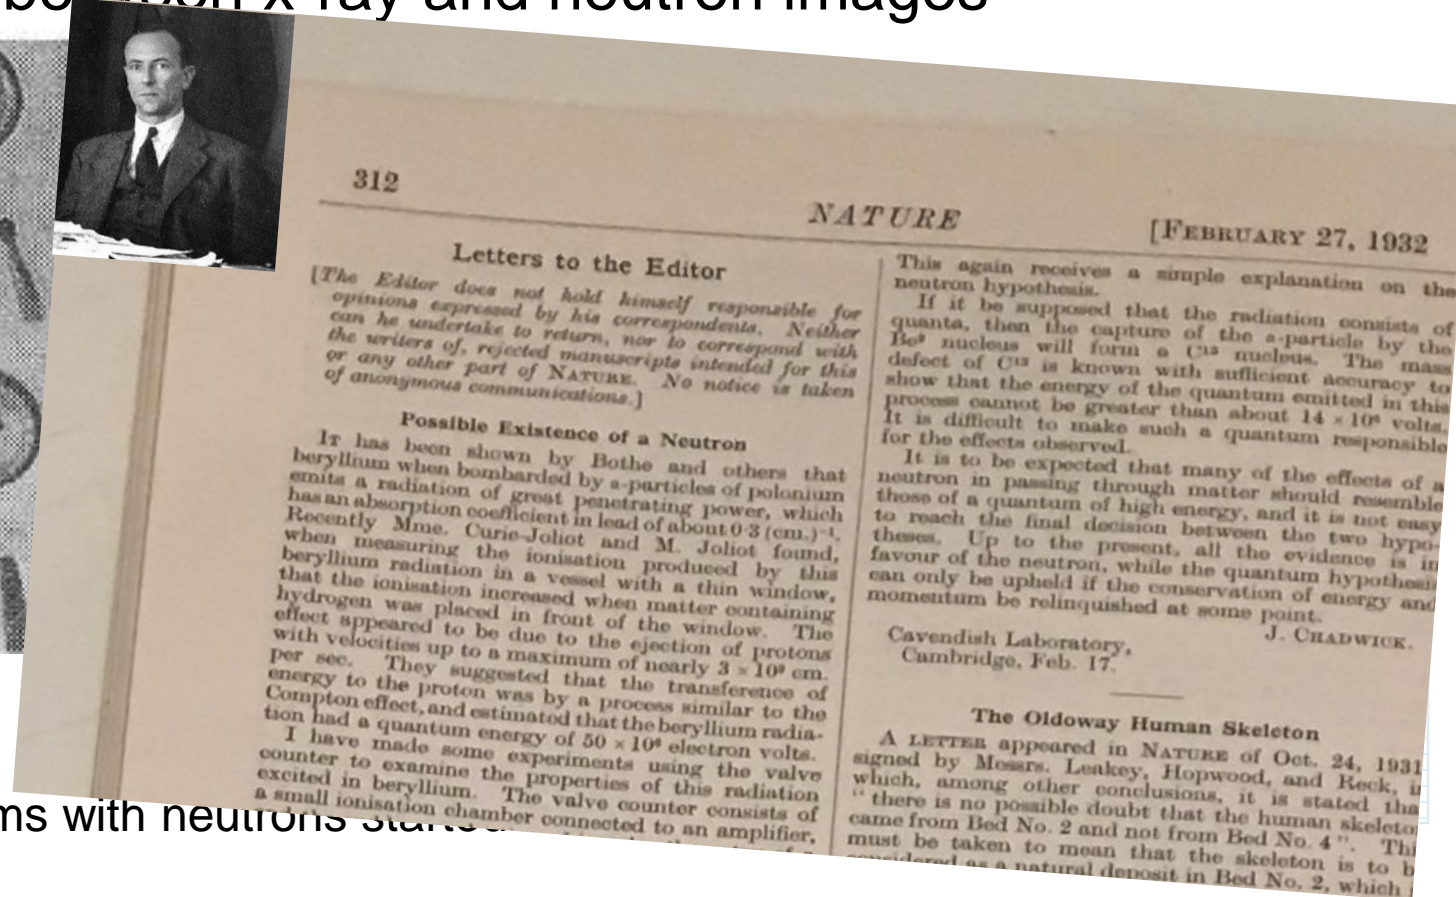 x-ray and neutron images
312
NATURE
[FEBRUARY 27, 1932
Letters to the Editor
[The Editor does not hold himself responsible for
opinions expressed by his correspondents. Neither
can he undertake to return, nor to correspond with
the writers of, rejected manuscripts intended for this
or any other part of NATURE. No notice is taken
of anonymous communications.]
Possible Existence of a Neutron
IT has been shown by Bothe and others that
beryllium when bombarded by α-particles of polonium
emits a radiation of great penetrating power, which
has an absorption coefficient in lead of about 0·3 (cm.)⁻¹.
Recently Mme. Curie-Joliot and M. Joliot found,
when measuring the ionisation produced by this
beryllium radiation in a vessel with a thin window,
that the ionisation increased when matter containing
hydrogen was placed in front of the window. The
effect appeared to be due to the ejection of protons
with velocities up to a maximum of nearly 3 × 10⁹ cm.
per sec. They suggested that the transference of
energy to the proton was by a process similar to the
Compton effect, and estimated that the beryllium radia-
tion had a quantum energy of 50 × 10⁶ electron volts.
I have made some experiments using the valve
counter to examine the properties of this radiation
excited in beryllium. The valve counter consists of
a small ionisation chamber connected to an amplifier,
This again receives a simple explanation on the
neutron hypothesis.
If it be supposed that the radiation consists of
quanta, then the capture of the α-particle by the
Be⁹ nucleus will form a C¹³ nucleus. The mass
defect of C¹³ is known with sufficient accuracy to
show that the energy of the quantum emitted in this
process cannot be greater than about 14 × 10⁶ volts.
It is difficult to make such a quantum responsible
for the effects observed.
It is to be expected that many of the effects of a
neutron in passing through matter should resemble
those of a quantum of high energy, and it is not easy
to reach the final decision between the two hypo-
theses. Up to the present, all the evidence is in
favour of the neutron, while the quantum hypothesis
can only be upheld if the conservation of energy and
momentum be relinquished at some point.
J. CHADWICK.
Cavendish Laboratory,
Cambridge, Feb. 17.
The Oldoway Human Skeleton
A LETTER appeared in NATURE of Oct. 24, 1931
signed by Messrs. Leakey, Hopwood, and Reck, i
which, among other conclusions, it is stated tha
" there is no possible doubt that the human skeleto
came from Bed No. 2 and not from Bed No. 4 ". Thi
must be taken to mean that the skeleton is to b
considered as a natural deposit in Bed No. 2, which
ms with neutrons started